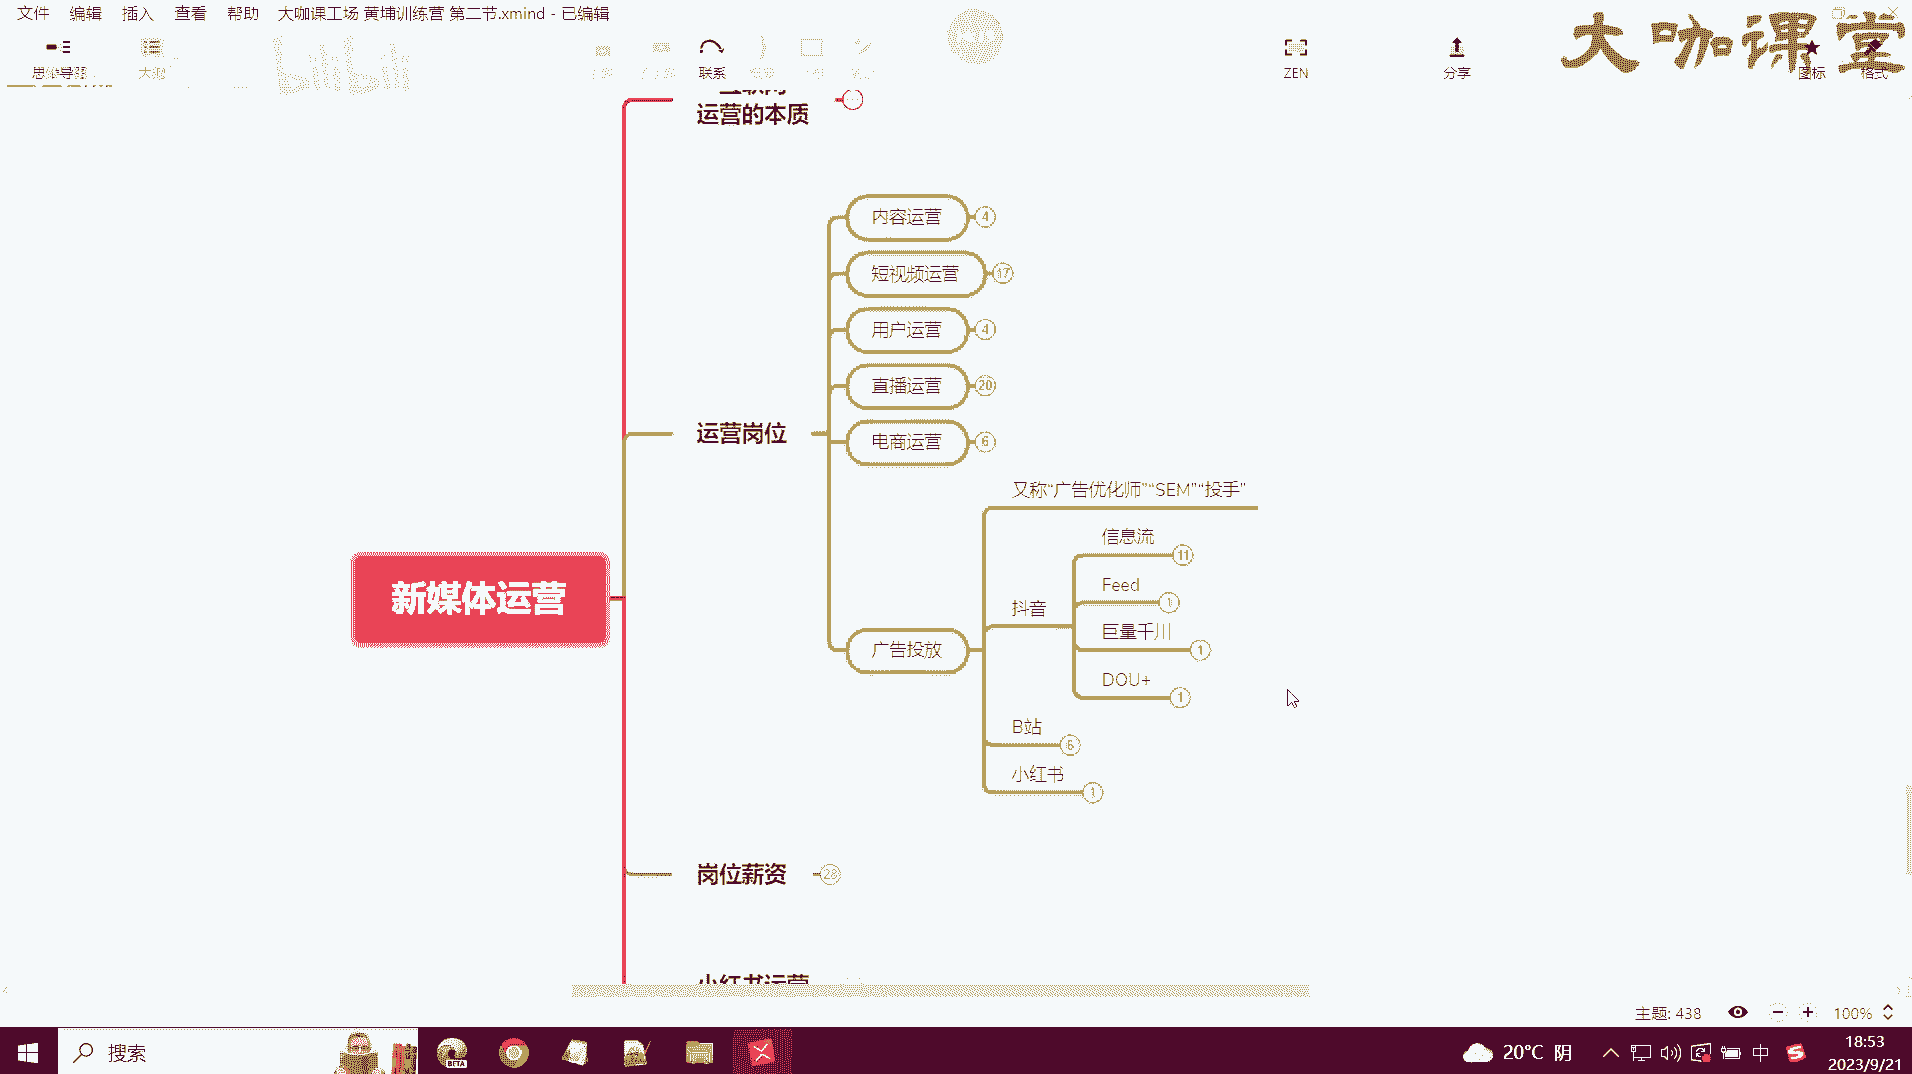 文件 编辑 插入 查看 帮助 大咖课工场 黄埔训练营 第二节.xmind - 已编辑
大咖课堂
bilibili
思维导图 大纲 联系 ZEN 分享 图标 格式
运营的本质
内容运营 4
短视频运营 17
用户运营 4
直播运营 20
运营岗位
电商运营 6
又称“广告优化师”“SEM”“投手”
信息流 11
Feed 1
新媒体运营
抖音
巨量千川 1
广告投放
DOU+ 1
B站 6
小红书 1
岗位薪资 28
小红书运营
主题: 438 100%
搜索
BETA
20°C 阴
中
18:53
2023/9/21